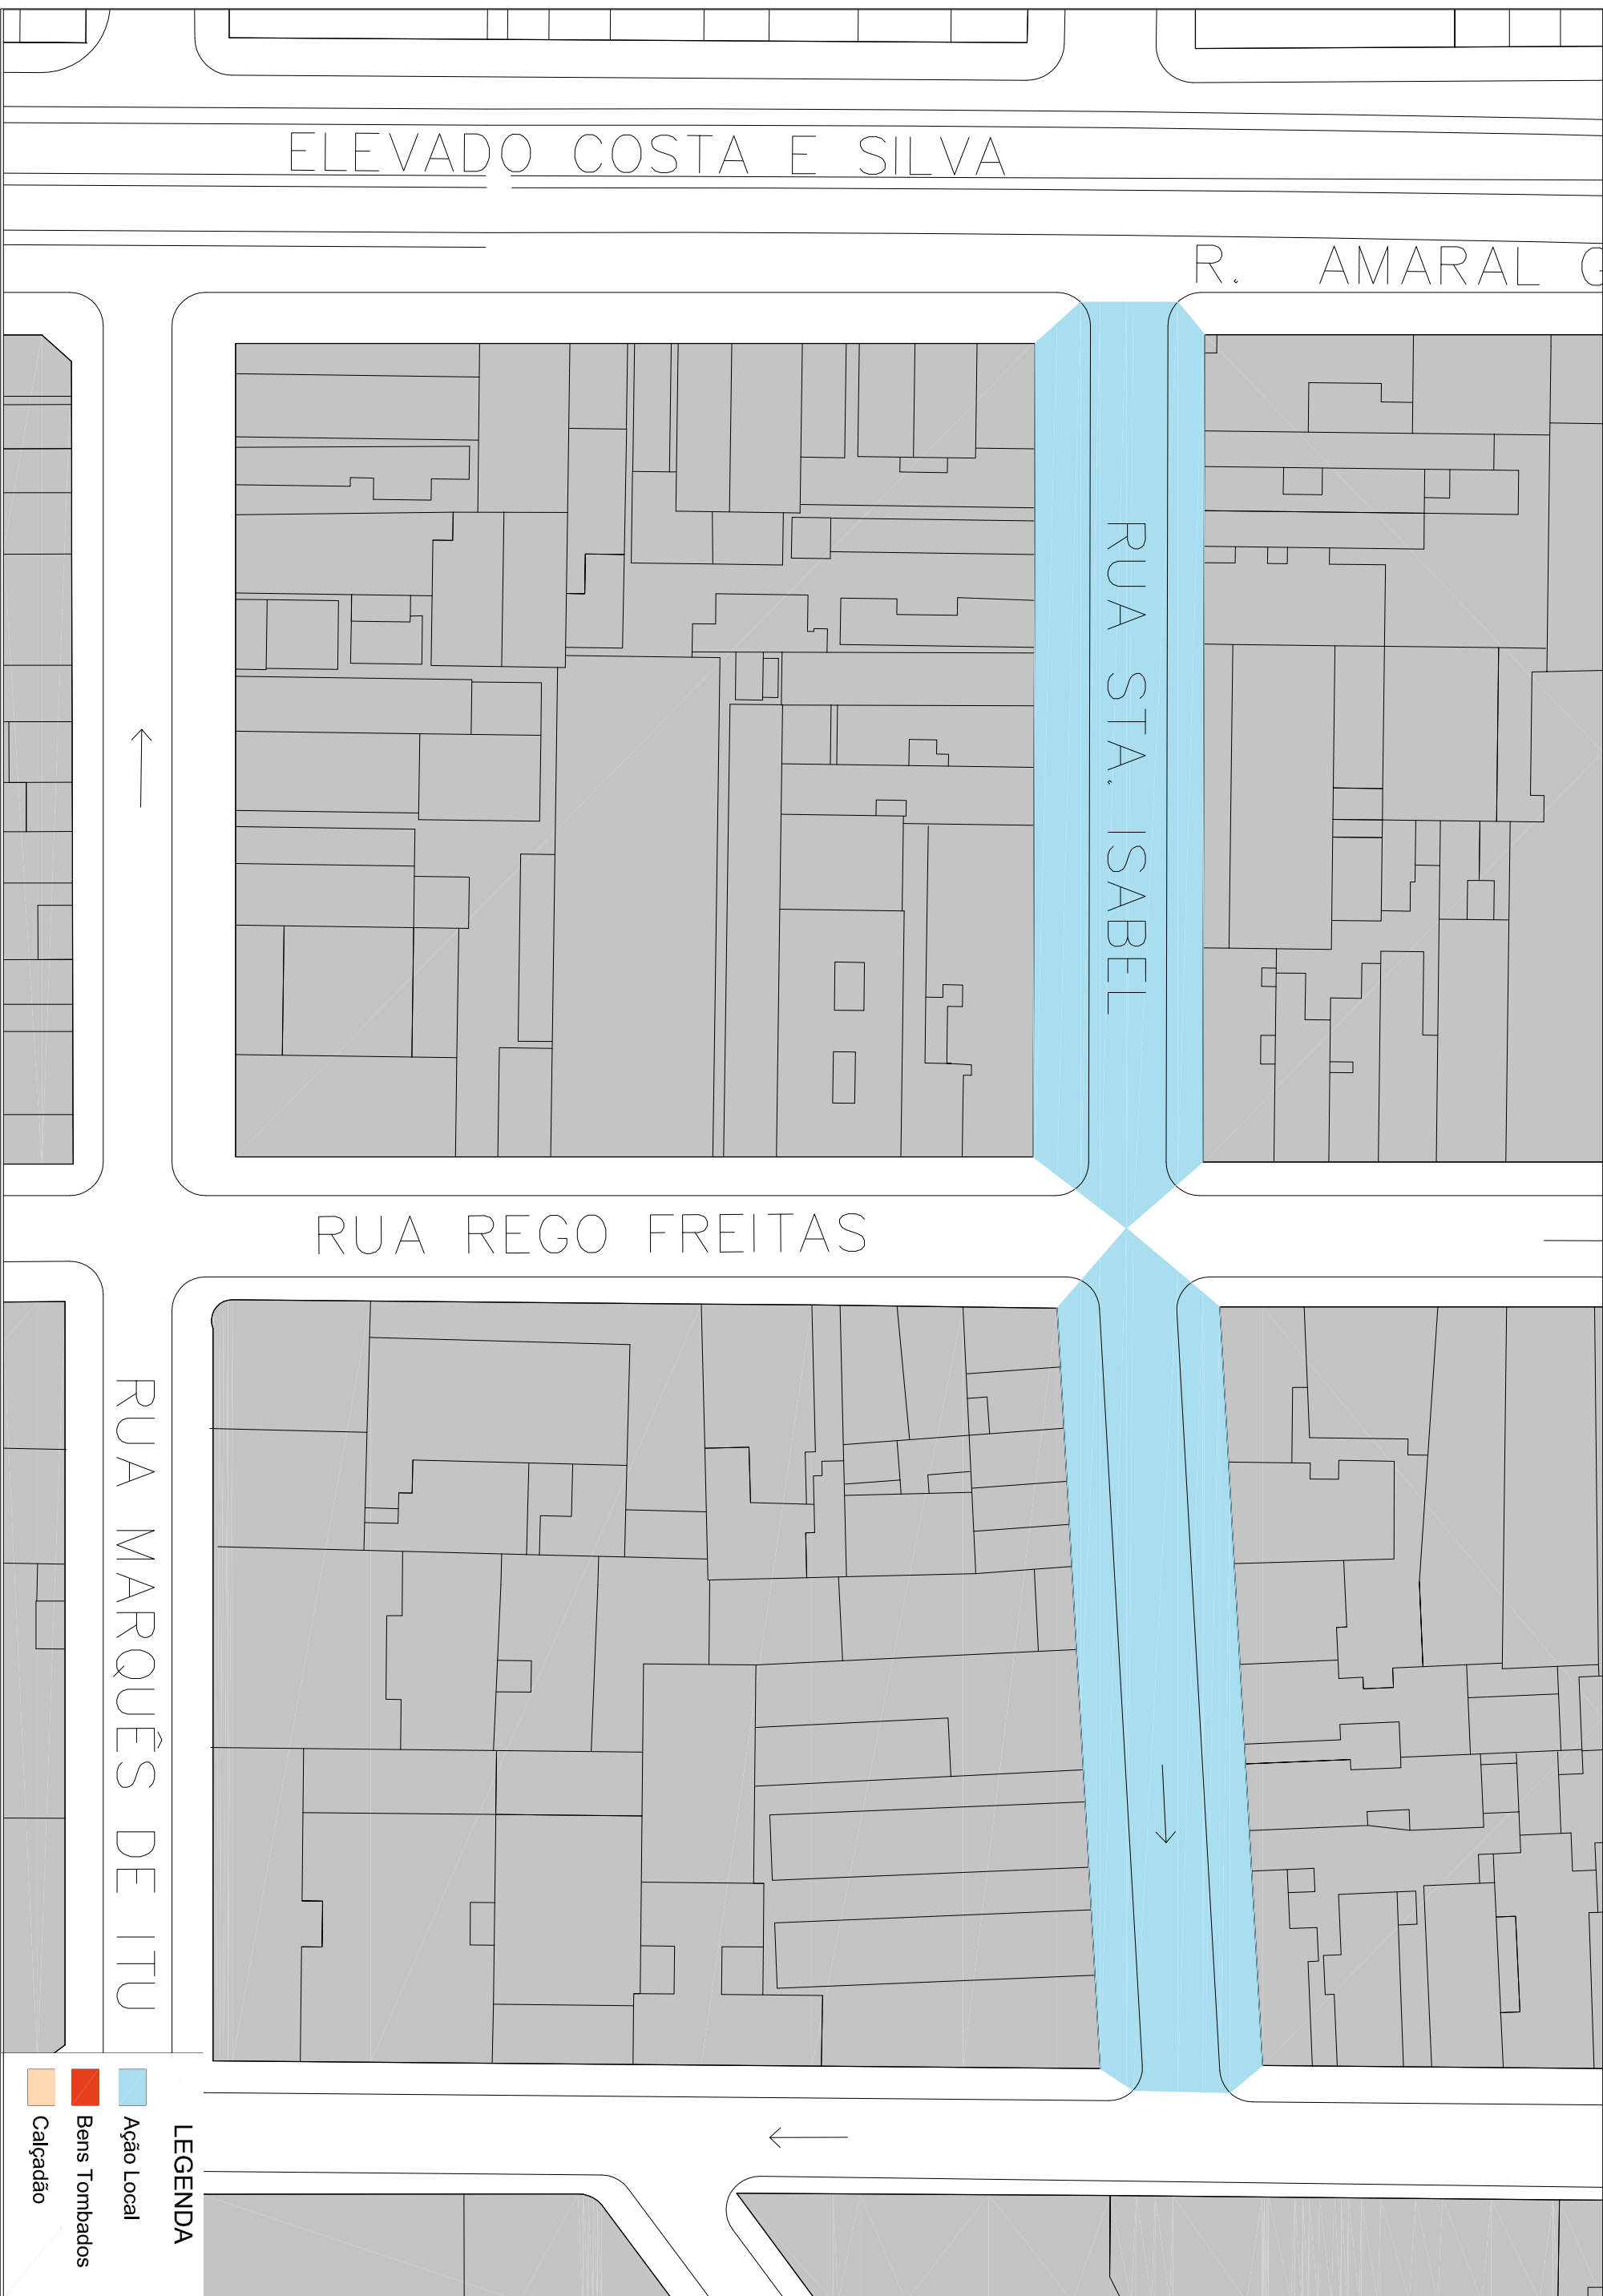 ELEVADO COSTA E SILVA
R. AMARAL G
RUA STA. ISABEL
RUA REGO FREITAS
RUA MARQUÊS DE ITU
LEGENDA
Ação Local
Bens Tombados
Calçadão